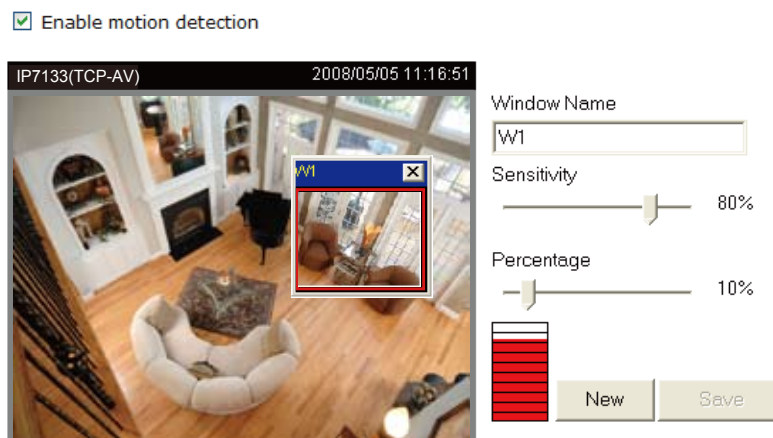 Enable motion detection
IP7133(TCP-AV) 2008/05/05 11:16:51
W1
Window Name
W1
Sensitivity
80%
Percentage
10%
New Save